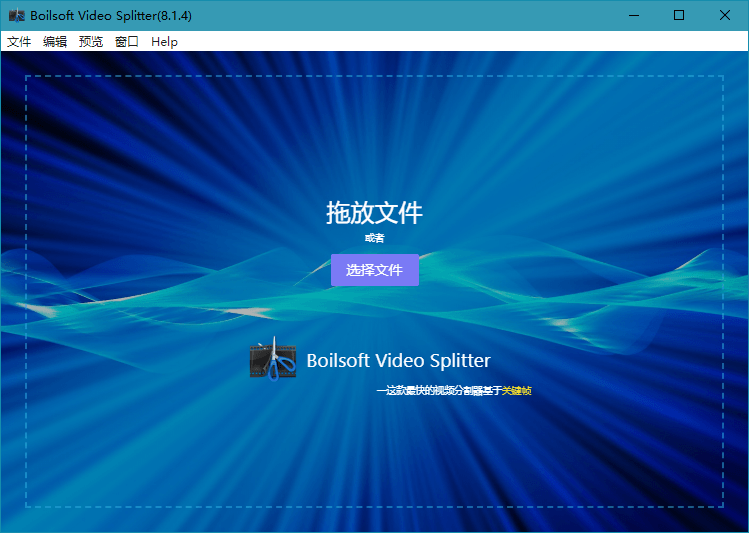 Boilsoft Video Splitter(8.1.4)
文件 编辑 预览 窗口 Help
拖放文件
或者
选择文件
Boilsoft Video Splitter
一这款最快的视频分割器基于关键帧